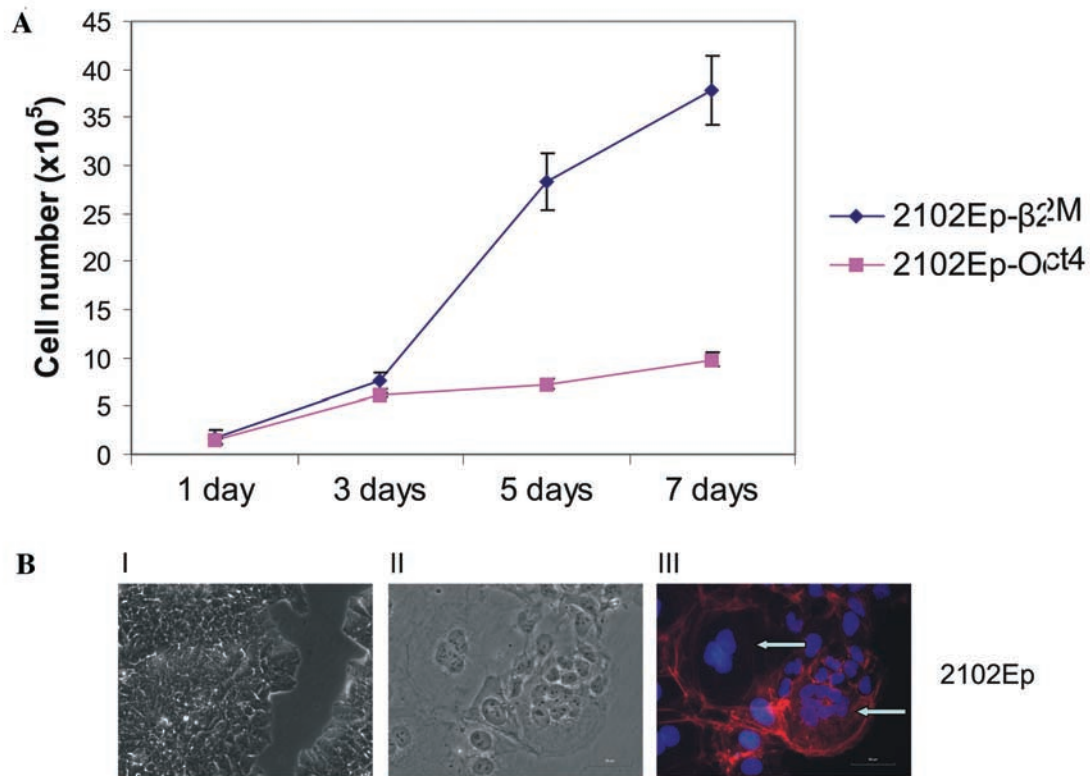 A
45
40
35
30
25
20
15
10
5
0
Cell number (x10⁵)
1 day 3 days 5 days 7 days
2102Ep-β2M
2102Ep-Oct4
B
I II III
2102Ep